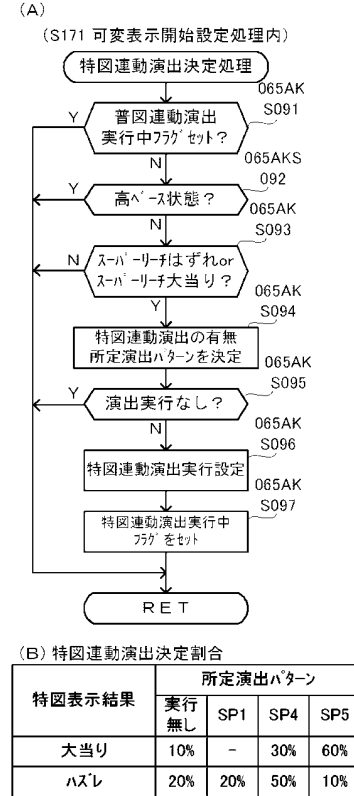 (A)
(S171 可変表示開始設定処理内)
特図連動演出決定処理
065AK
S091
Y
普図連動演出
実行中ﾌﾗｸﾞセット？
N
065AKS
092
Y
高ﾍﾞｰｽ状態？
N
065AK
S093
N
ｽｰﾊﾟｰﾘｰﾁはずれor
ｽｰﾊﾟｰﾘｰﾁ大当り？
Y
065AK
S094
特図連動演出の有無
所定演出ﾊﾟﾀｰﾝを決定
065AK
S095
Y
演出実行なし？
N
065AK
S096
特図連動演出実行設定
065AK
S097
特図連動演出実行中
ﾌﾗｸﾞをセット
RET
(B) 特図連動演出決定割合
特図表示結果 所定演出ﾊﾟﾀｰﾝ
実行無し SP1 SP4 SP5
大当り 10% - 30% 60%
ﾊｽﾞﾚ 20% 20% 50% 10%